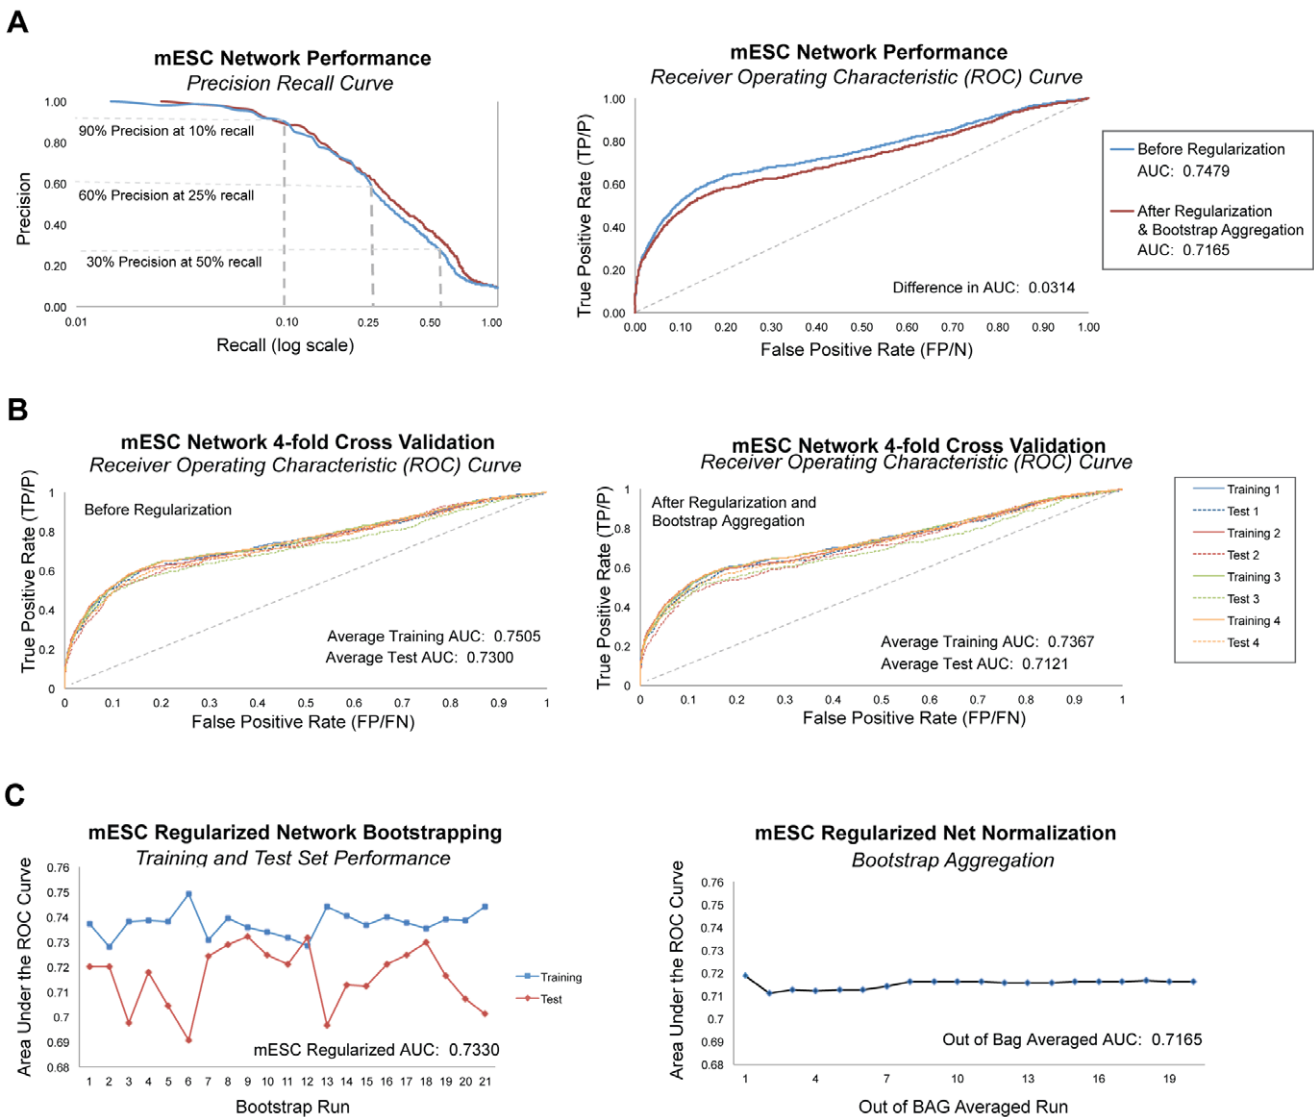 A
mESC Network Performance
Precision Recall Curve
Precision
1.00
0.80
0.60
0.40
0.20
0.00
90% Precision at 10% recall
60% Precision at 25% recall
30% Precision at 50% recall
0.01
0.10
0.25
0.50
1.00
Recall (log scale)
mESC Network Performance
Receiver Operating Characteristic (ROC) Curve
True Positive Rate (TP/P)
1.00
0.80
0.60
0.40
0.20
0.00
Difference in AUC: 0.0314
0.00 0.10 0.20 0.30 0.40 0.50 0.60 0.70 0.80 0.90 1.00
False Positive Rate (FP/N)
Before Regularization
AUC: 0.7479
After Regularization
& Bootstrap Aggregation
AUC: 0.7165
B
mESC Network 4-fold Cross Validation
Receiver Operating Characteristic (ROC) Curve
True Positive Rate (TP/P)
1
0.8
0.6
0.4
0.2
0
Before Regularization
Average Training AUC: 0.7505
Average Test AUC: 0.7300
0 0.1 0.2 0.3 0.4 0.5 0.6 0.7 0.8 0.9 1
False Positive Rate (FP/FN)
mESC Network 4-fold Cross Validation
Receiver Operating Characteristic (ROC) Curve
True Positive Rate (TP/P)
1
0.8
0.6
0.4
0.2
0
After Regularization and
Bootstrap Aggregation
Average Training AUC: 0.7367
Average Test AUC: 0.7121
0 0.1 0.2 0.3 0.4 0.5 0.6 0.7 0.8 0.9 1
False Positive Rate (FP/FN)
Training 1
Test 1
Training 2
Test 2
Training 3
Test 3
Training 4
Test 4
C
mESC Regularized Network Bootstrapping
Training and Test Set Performance
Area Under the ROC Curve
0.76
0.75
0.74
0.73
0.72
0.71
0.7
0.69
0.68
Training
Test
mESC Regularized AUC: 0.7330
1 2 3 4 5 6 7 8 9 10 11 12 13 14 15 16 17 18 19 20 21
Bootstrap Run
mESC Regularized Net Normalization
Bootstrap Aggregation
Area Under the ROC Curve
0.76
0.75
0.74
0.73
0.72
0.71
0.7
0.69
0.68
Out of Bag Averaged AUC: 0.7165
1 4 7 10 13 16 19
Out of BAG Averaged Run